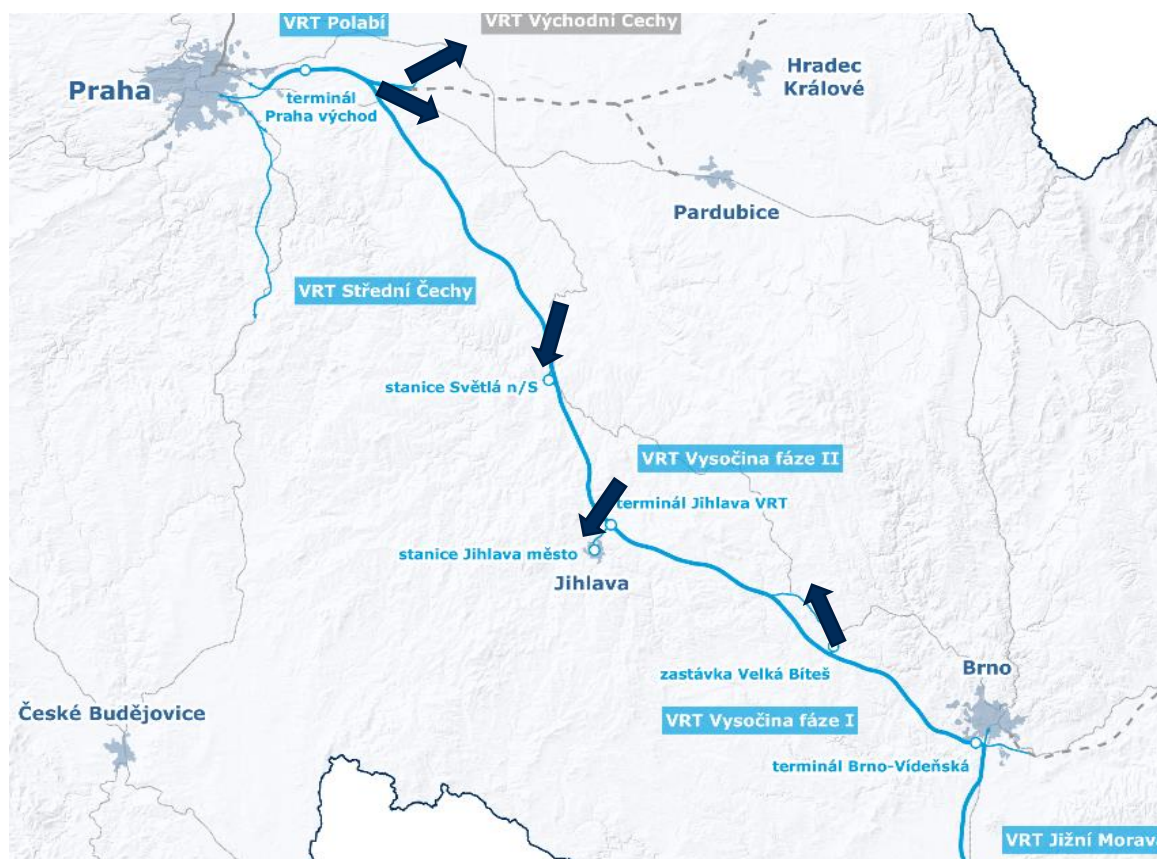 VRT Polabí
VRT Východní Čechy
Praha
terminál
Praha východ
Hradec
Králové
Pardubice
VRT Střední Čechy
stanice Světlá n/S
VRT Vysočina fáze II
terminál Jihlava VRT
stanice Jihlava město
Jihlava
zastávka Velká Bíteš
Brno
České Budějovice
VRT Vysočina fáze I
terminál Brno-Vídeňská
VRT Jižní Morava